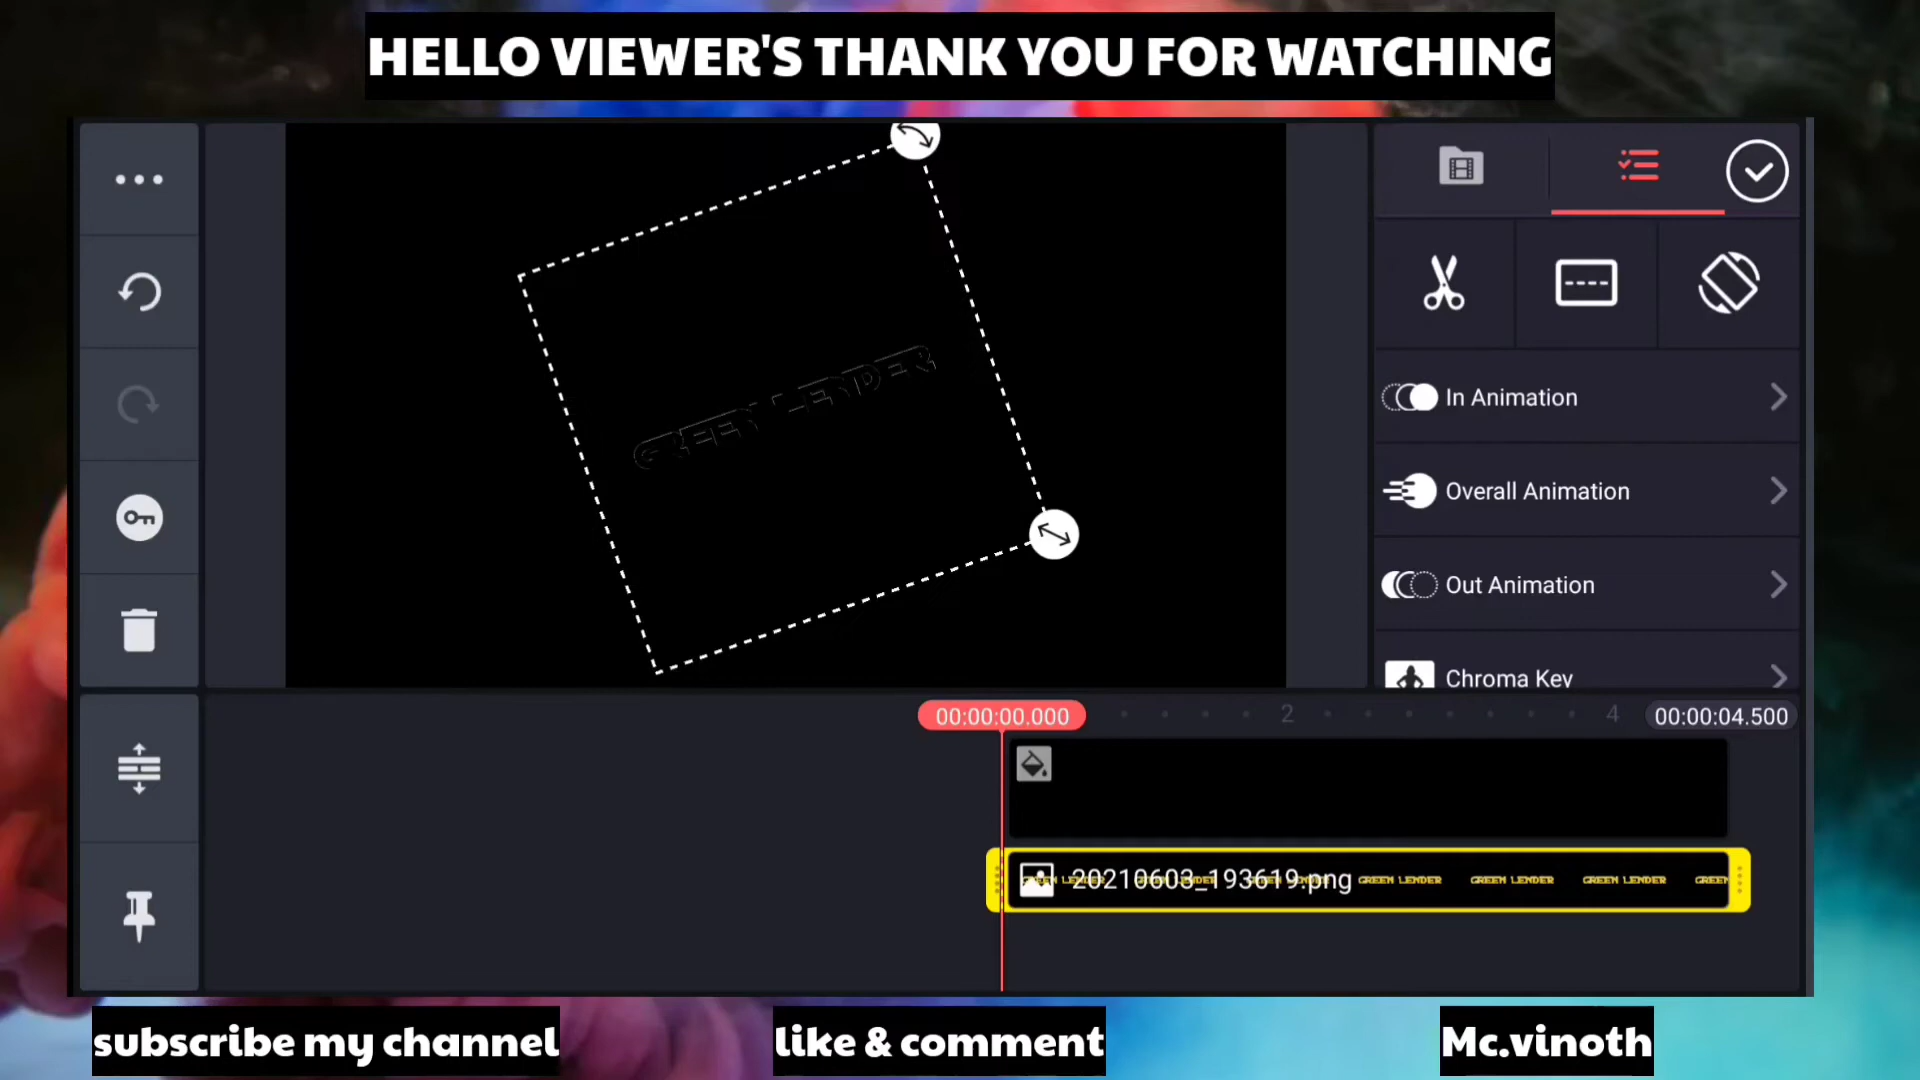 HELLO VIEWER'S THANK YOU FOR WATCHING
GREEN LENDER
In Animation
Overall Animation
Out Animation
Chroma Key
00:00:00.000
2
4
00:00:04.500
20210603_193619.png
GREEN LENDER GREEN LENDER GREEN LENDER GREEN
subscribe my channel
like & comment
Mc.vinoth